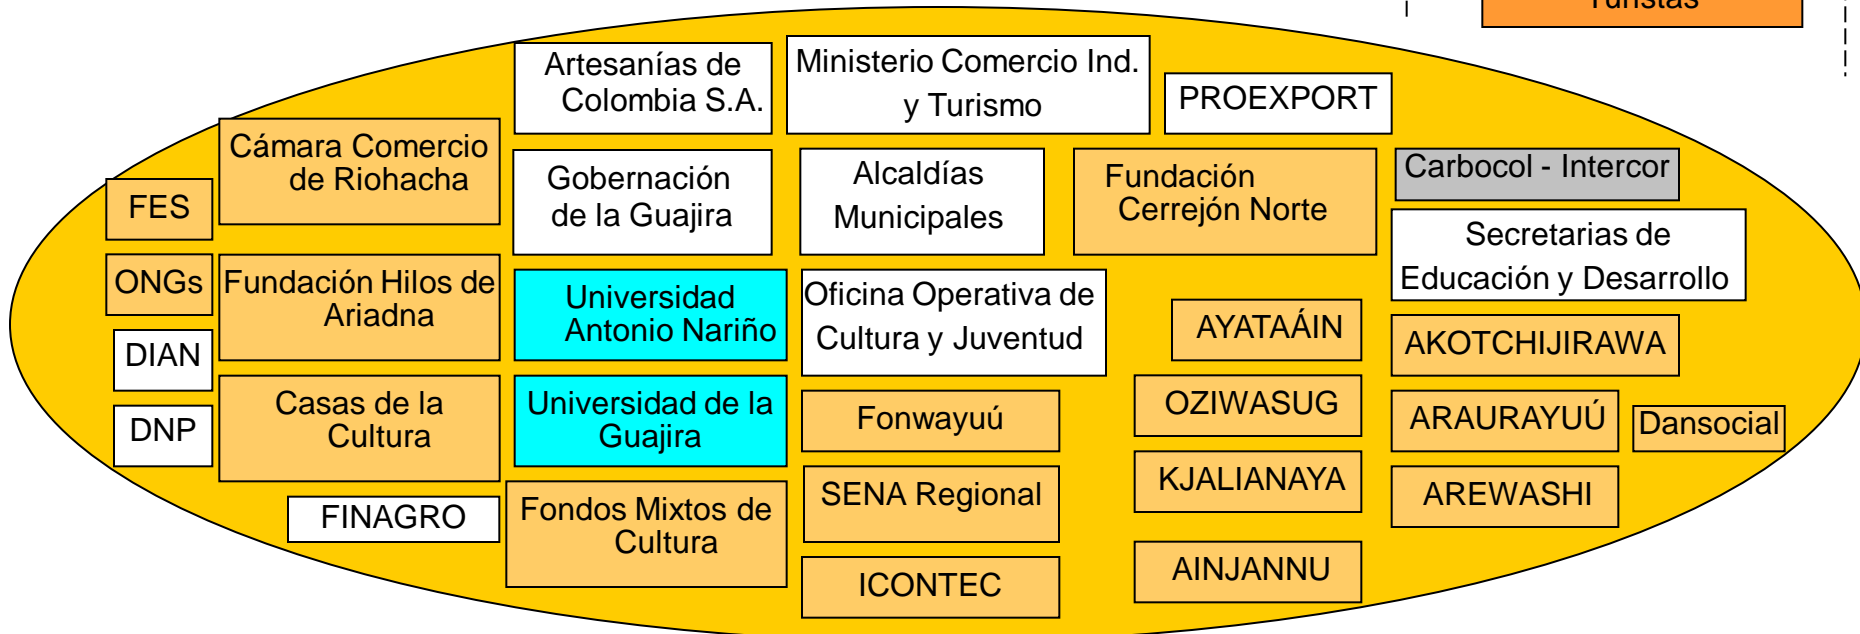 Turistas
Artesanías de
Colombia S.A.
Ministerio Comercio Ind.
y Turismo
PROEXPORT
Cámara Comercio
de Riohacha
Gobernación
de la Guajira
Alcaldías
Municipales
Fundación
Cerrejón Norte
Carbocol - Intercor
FES
Secretarias de
Educación y Desarrollo
ONGs
Fundación Hilos de
Ariadna
Universidad
Antonio Nariño
Oficina Operativa de
Cultura y Juventud
AYATAÁIN
AKOTCHIJIRAWA
DIAN
Casas de la
Cultura
Universidad de la
Guajira
Fonwayuú
OZIWASUG
ARAURAYUÚ
Dansocial
DNP
KJALIANAYA
AREWASHI
SENA Regional
FINAGRO
Fondos Mixtos de
Cultura
ICONTEC
AINJANNU